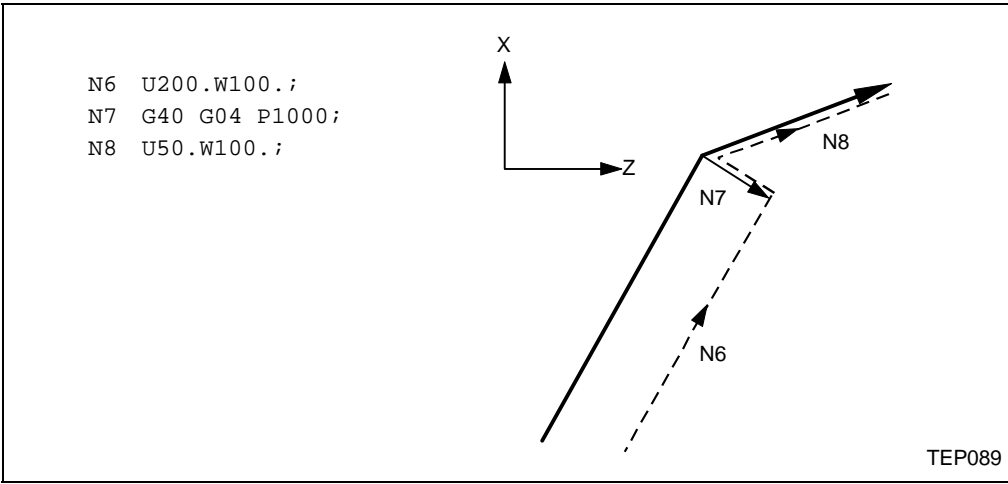 N6 U200.W100.;
N7 G40 G04 P1000;
N8 U50.W100.;
X
Z
N8
N7
N6
TEP089